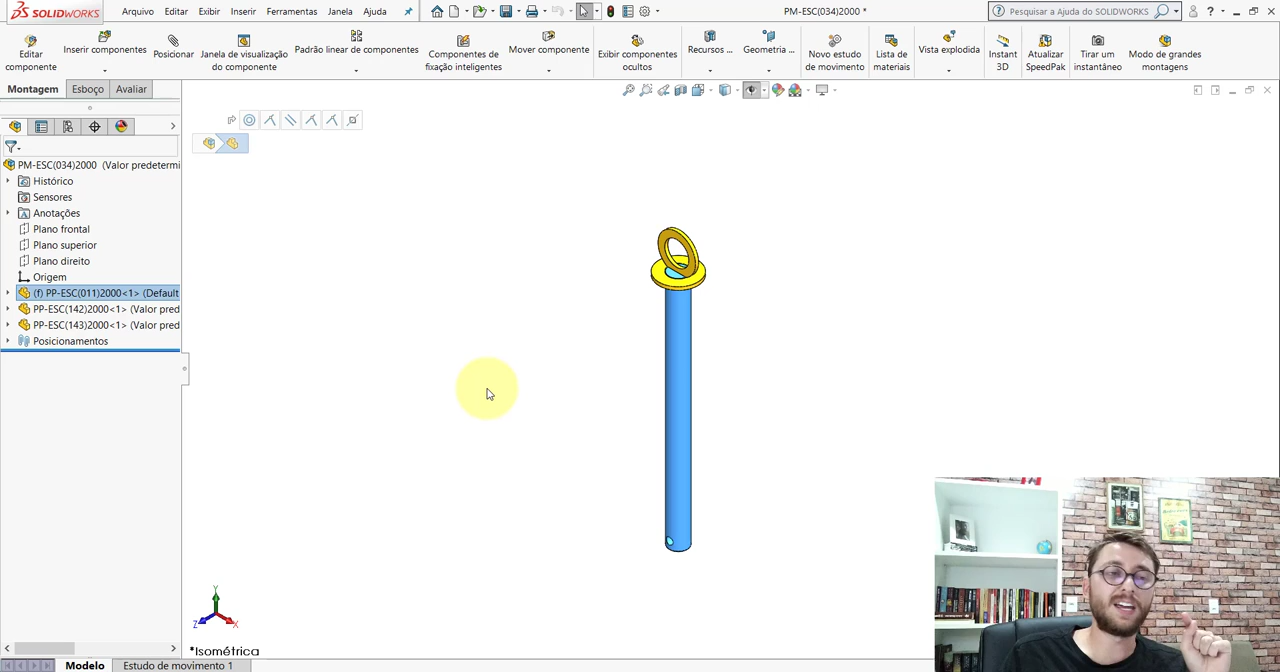 SOLIDWORKS
Arquivo Editar Exibir Inserir Ferramentas Janela Ajuda
PM-ESC(034)2000 *
Pesquisar a Ajuda do SOLIDWORKS
Editar componente
Inserir componentes
Posicionar
Janela de visualização do componente
Padrão linear de componentes
Componentes de fixação inteligentes
Mover componente
Exibir componentes ocultos
Recursos ...
Geometria ...
Novo estudo de movimento
Lista de materiais
Vista explodida
Instant 3D
Atualizar SpeedPak
Tirar um instantâneo
Modo de grandes montagens
Montagem Esboço Avaliar
PM-ESC(034)2000 (Valor predetermi
Histórico
Sensores
Anotações
Plano frontal
Plano superior
Plano direito
Origem
(f) PP-ESC(011)2000<1> (Default
PP-ESC(142)2000<1> (Valor pred
PP-ESC(143)2000<1> (Valor pred
Posicionamentos
Y
Z
X
*Isométrica
Modelo Estudo de movimento 1